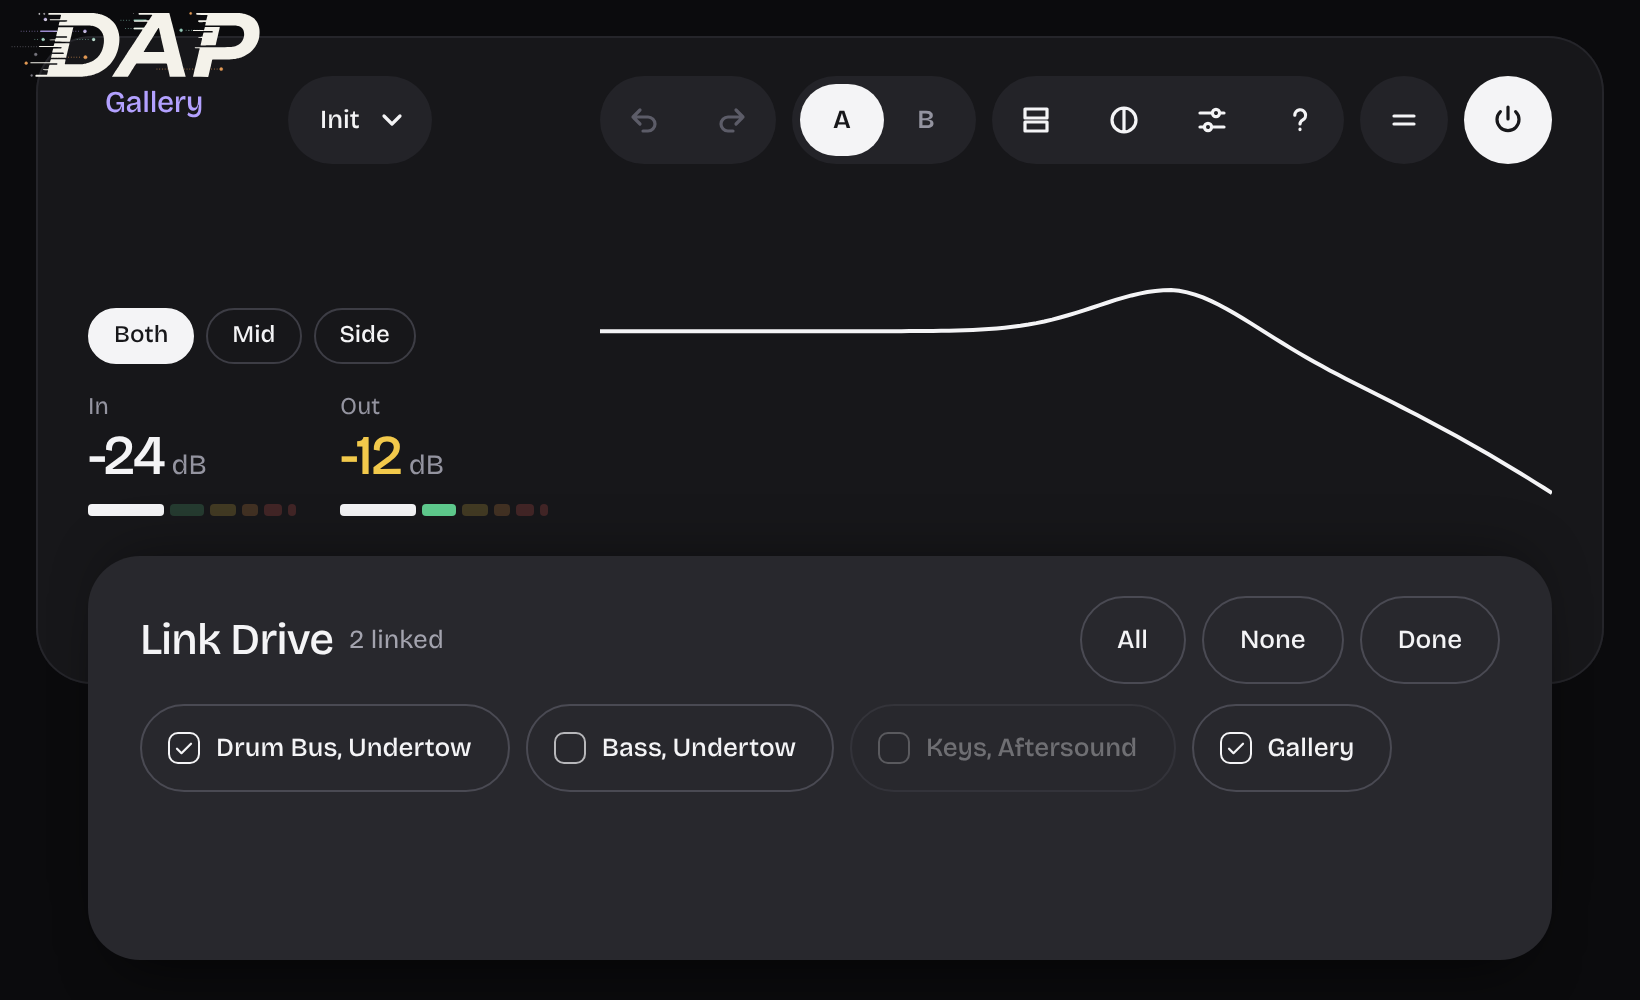 DAP
Gallery
Init
A B ?
Both Mid Side
In Out
-24 dB -12 dB
Link Drive 2 linked All None Done
Drum Bus, Undertow Bass, Undertow Keys, Aftersound Gallery